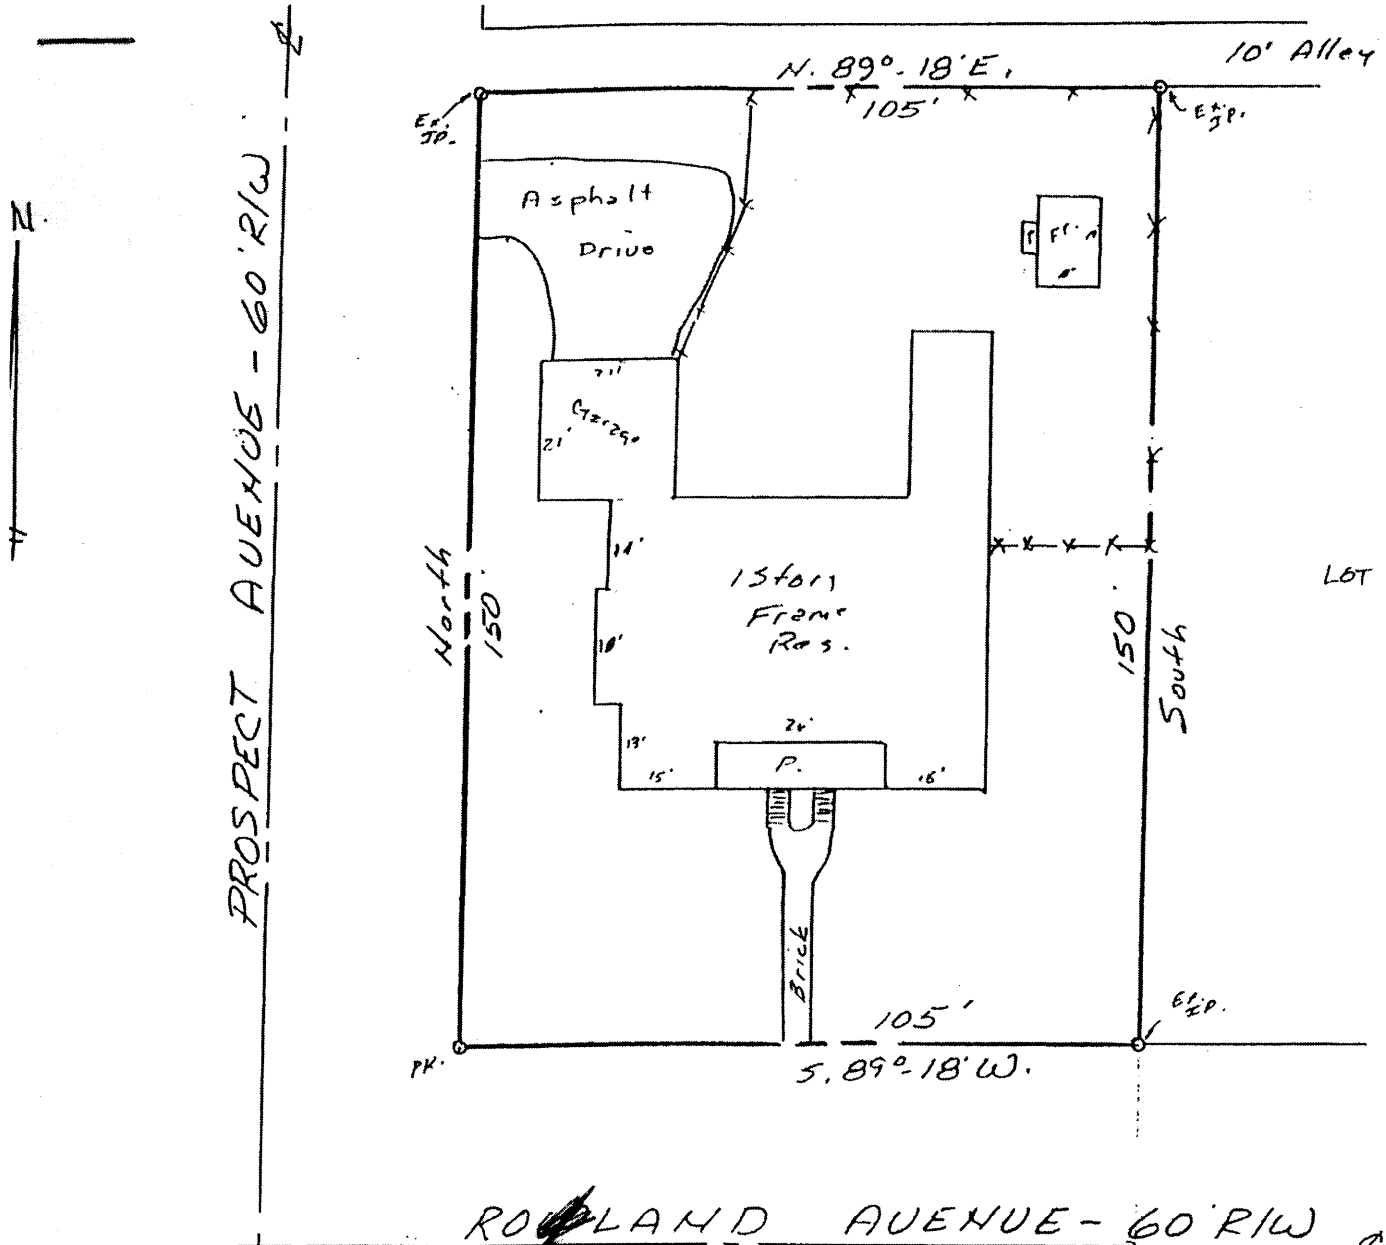 10' Alley
N. 89°-18'E.
105'
Ex.
IP.
Ex.
IP.
N.
Asphalt
Drive
P
21'
Garage
21'
PROSPECT AVENUE - 60' R/W
14'
1 Story
Frame
Res.
LOT
North
150'
150'
South
10'
13'
15'
P.
16'
Brick
105'
Ex.
IP.
PK.
S. 89°-18'W.
LAND AVENUE - 60' R/W